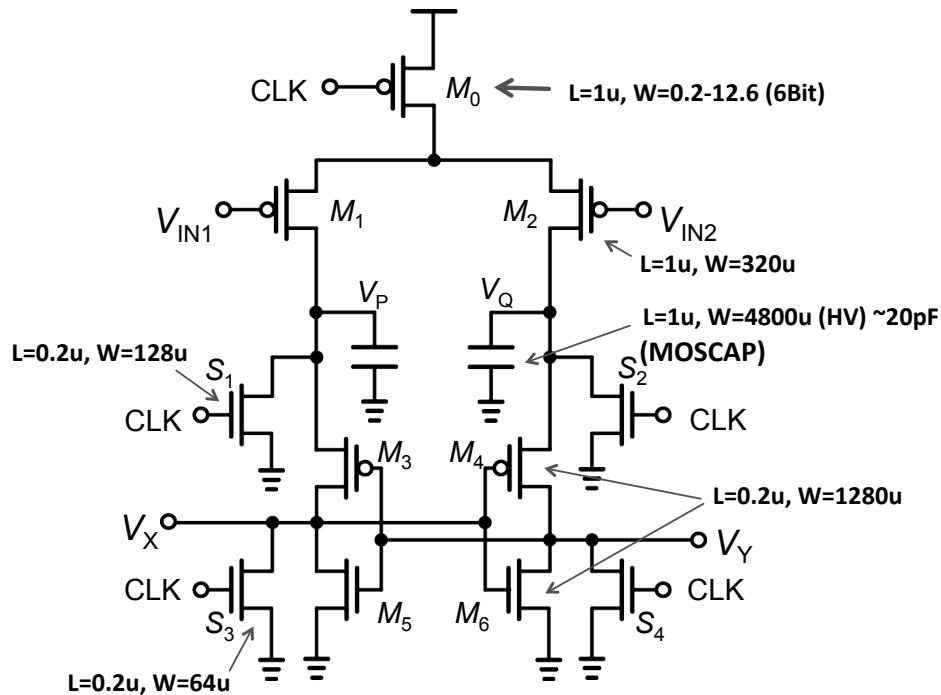 CLK
M0
L=1u, W=0.2-12.6 (6Bit)
VIN1
M1
M2
VIN2
L=1u, W=320u
VP
VQ
L=1u, W=4800u (HV) ~20pF
(MOSCAP)
L=0.2u, W=128u
S1
S2
CLK
CLK
M3
M4
L=0.2u, W=1280u
VX
VY
CLK
CLK
S3
M5
M6
S4
L=0.2u, W=64u